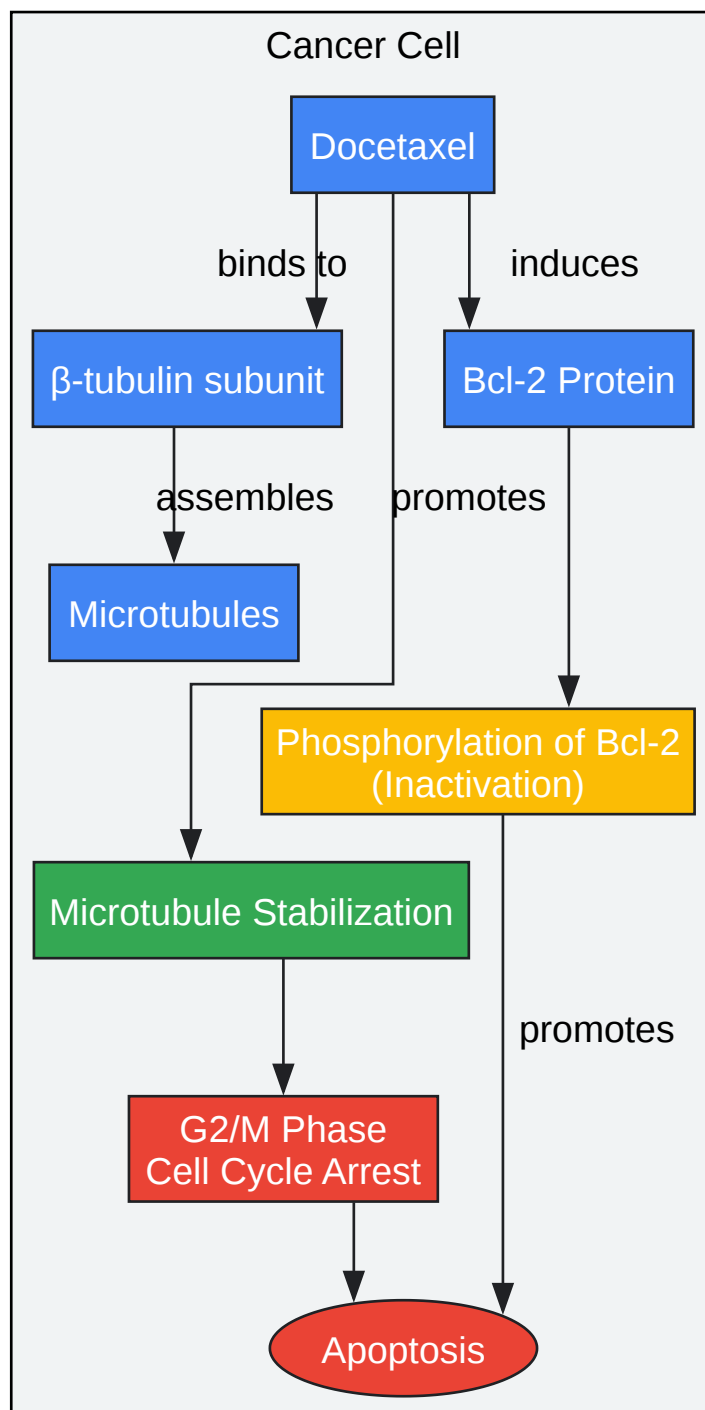 Cancer Cell
Docetaxel
binds to
induces
β-tubulin subunit
Bcl-2 Protein
assembles
promotes
Microtubules
Phosphorylation of Bcl-2
(Inactivation)
Microtubule Stabilization
promotes
G2/M Phase
Cell Cycle Arrest
Apoptosis